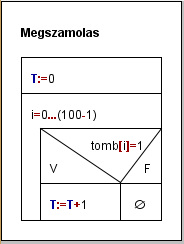 Megszamolas
T:=0
i=0...(100-1)
tomb[i]=1
V F
T:=T+1 ∅